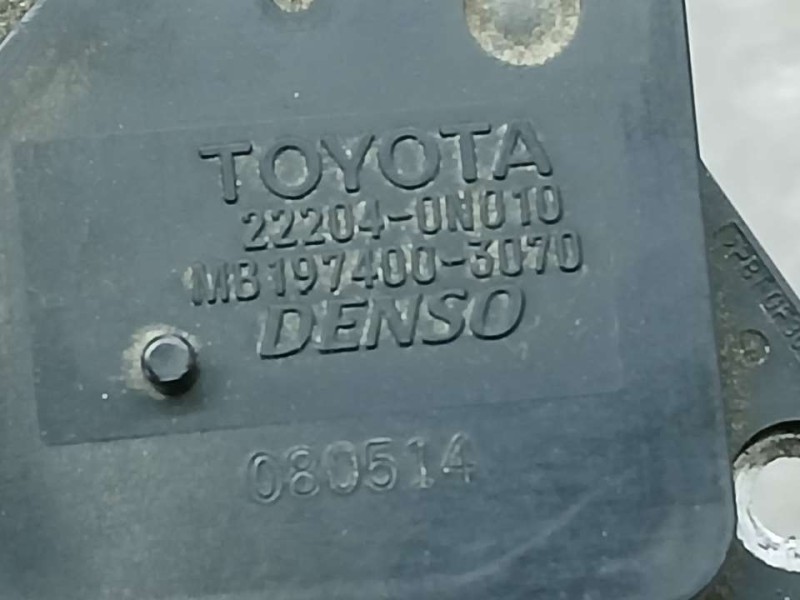 TOYOTA
22204-0N010
MB197400-3070
DENSO
080514